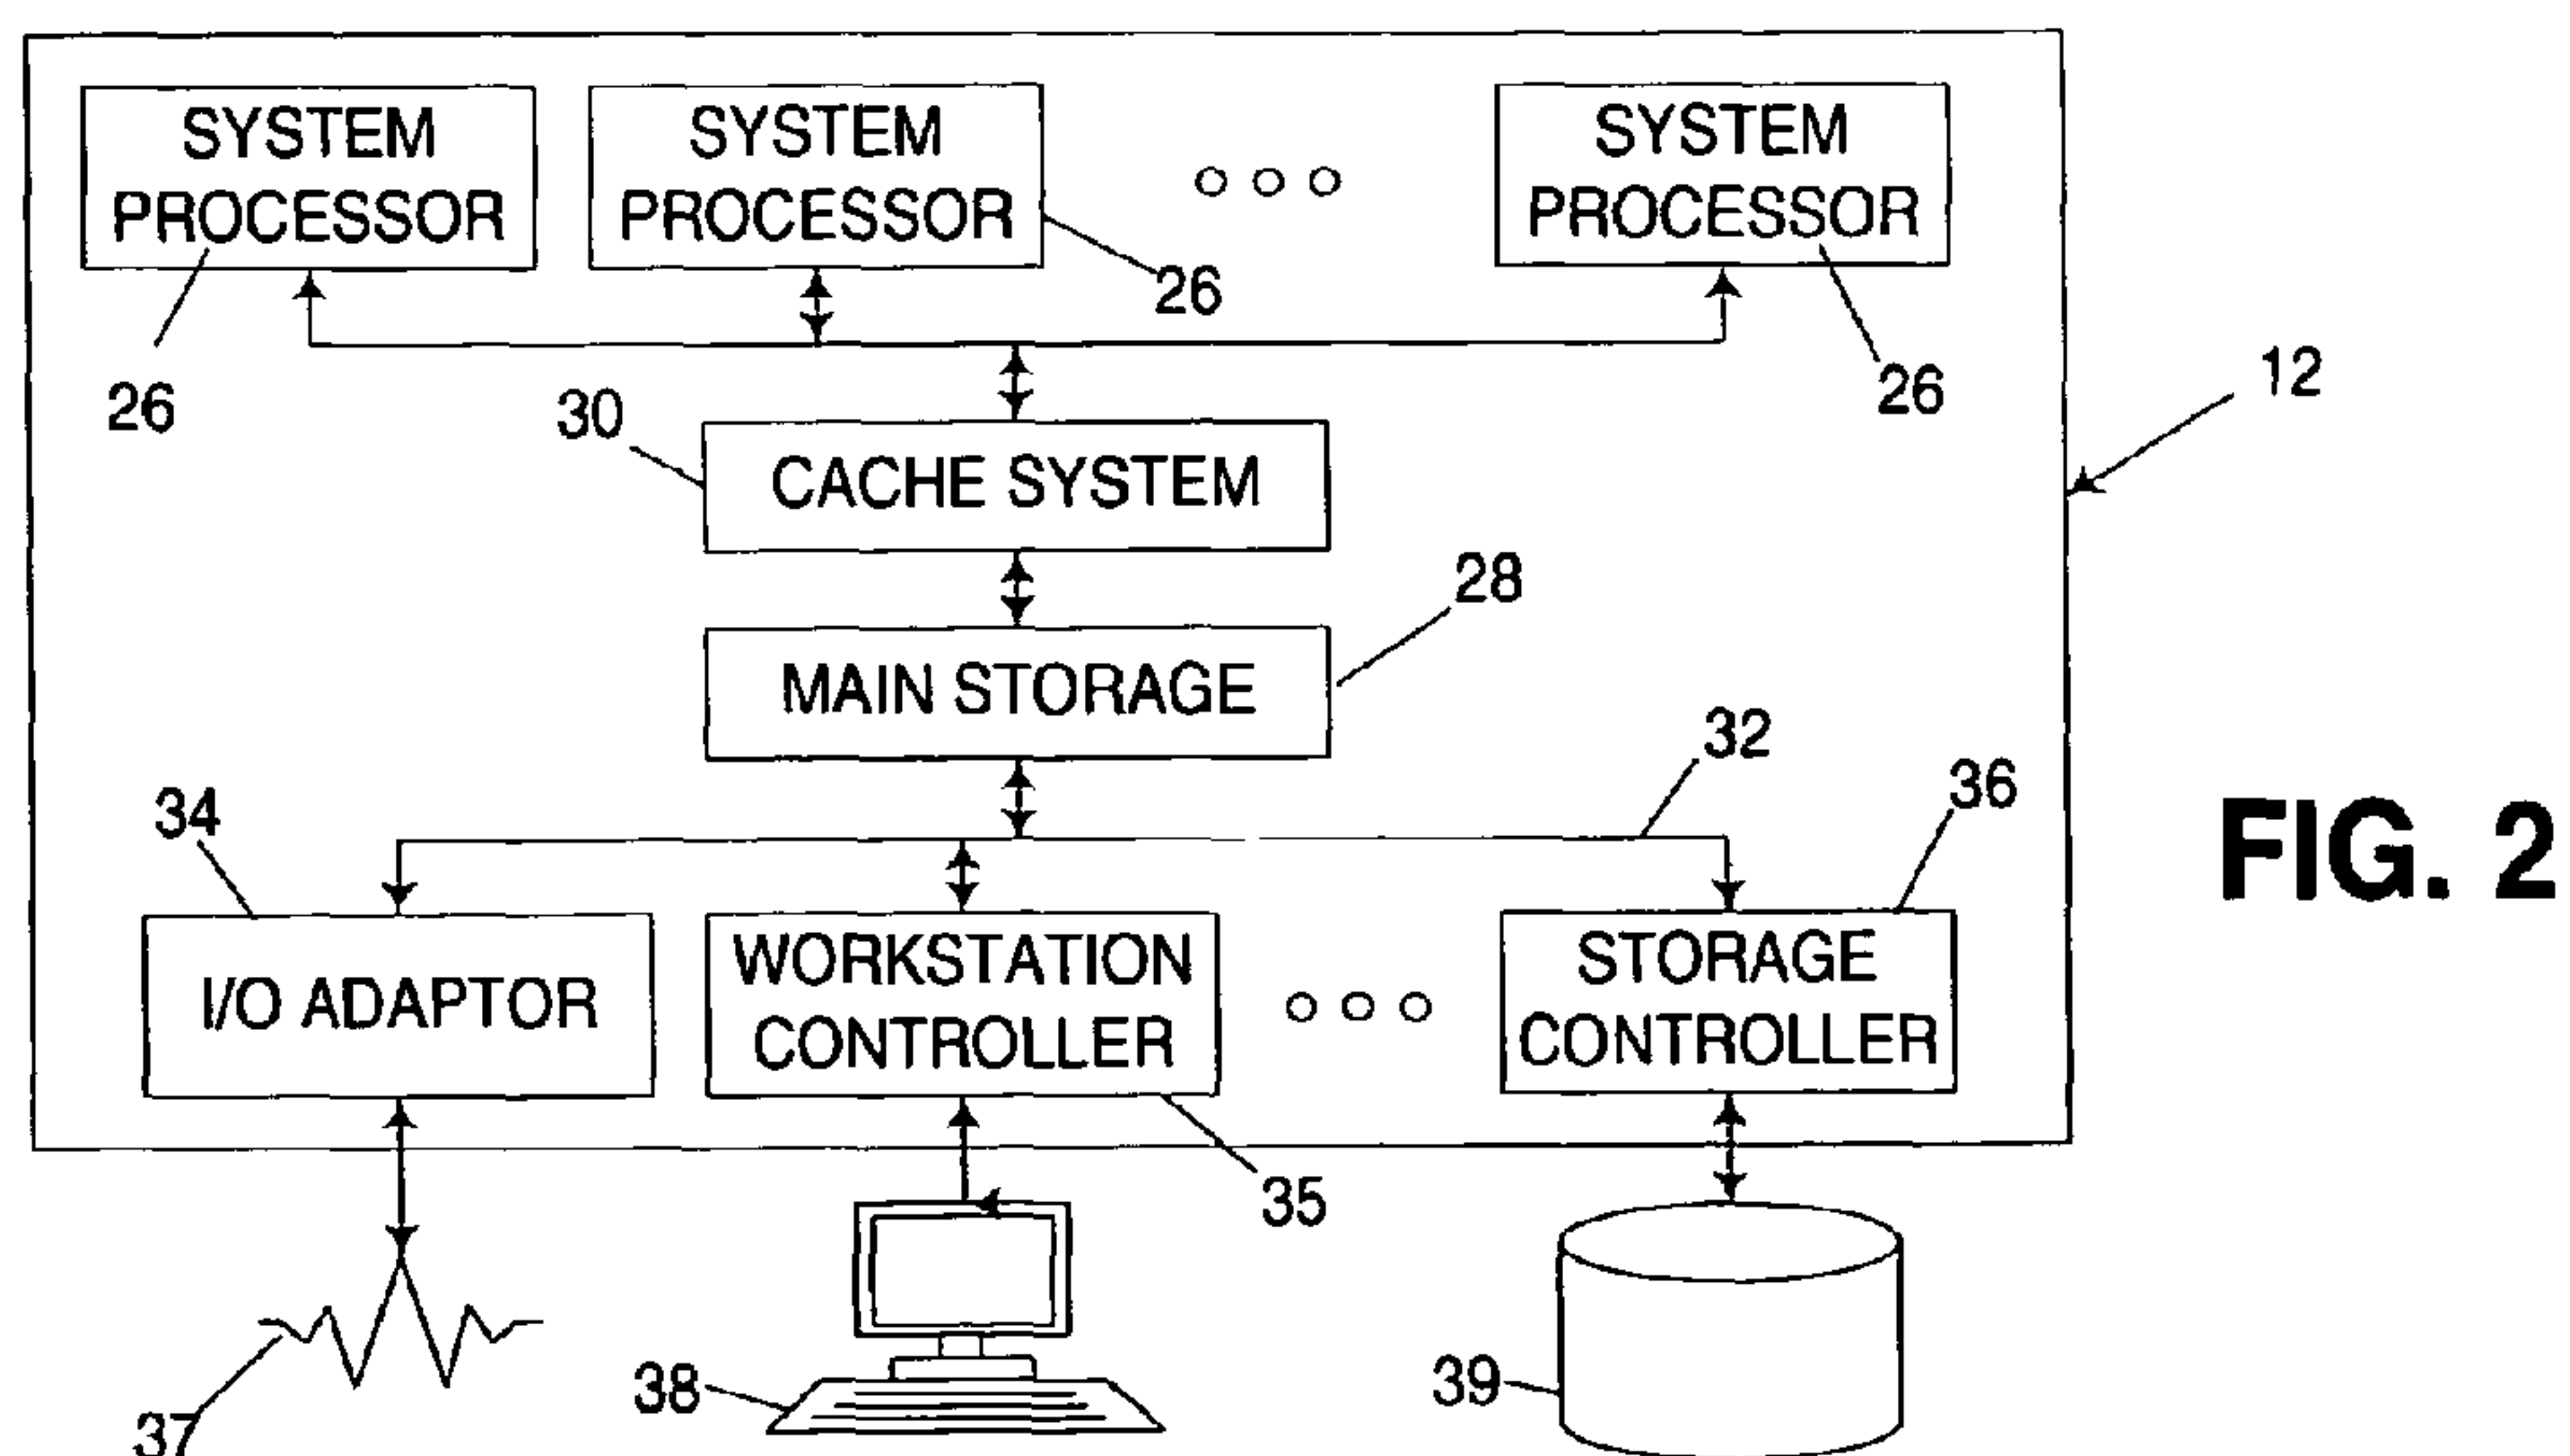 SYSTEM
PROCESSOR
SYSTEM
PROCESSOR
SYSTEM
PROCESSOR
26
26
26
12
30
CACHE SYSTEM
28
MAIN STORAGE
32
34
36
FIG. 2
I/O ADAPTOR
WORKSTATION
CONTROLLER
STORAGE
CONTROLLER
35
37
38
39